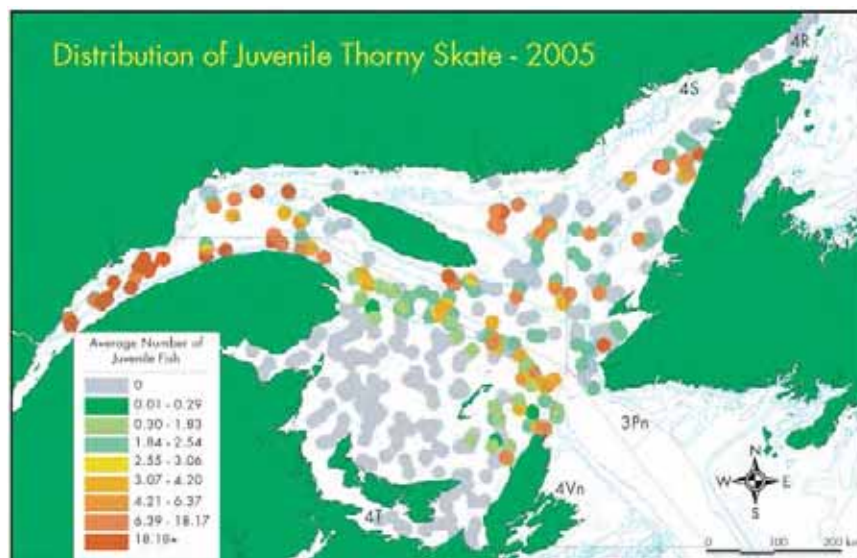 Distribution of Juvenile Thorny Skate - 2005
4R
4S
Average Number of
Juvenile Fish
0
0.01 - 0.29
0.30 - 1.83
1.84 - 2.54
2.55 - 3.06
3.07 - 4.20
4.21 - 6.37
6.39 - 18.17
18.18+
3Pn
4Vn
4T
N
W E
S
0 100 200 km